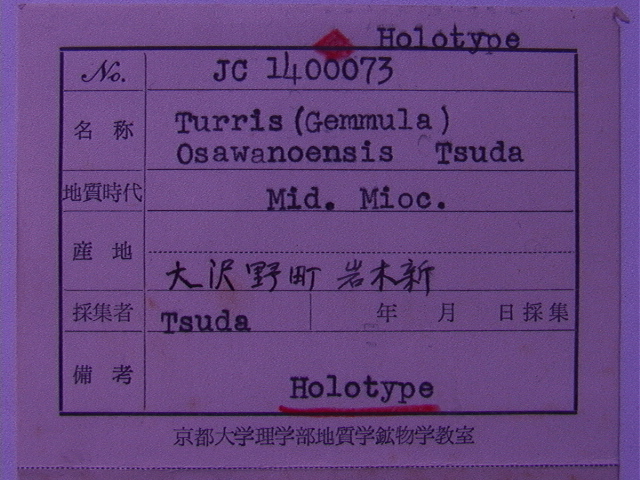 Holotype
No. JC 1400073
名称 Turris (Gemmula)
Osawanoensis Tsuda
地質時代 Mid. Mioc.
産地 大沢野町 岩木新
採集者 Tsuda 年 月 日採集
備考 Holotype
京都大学理学部地質学鉱物学教室